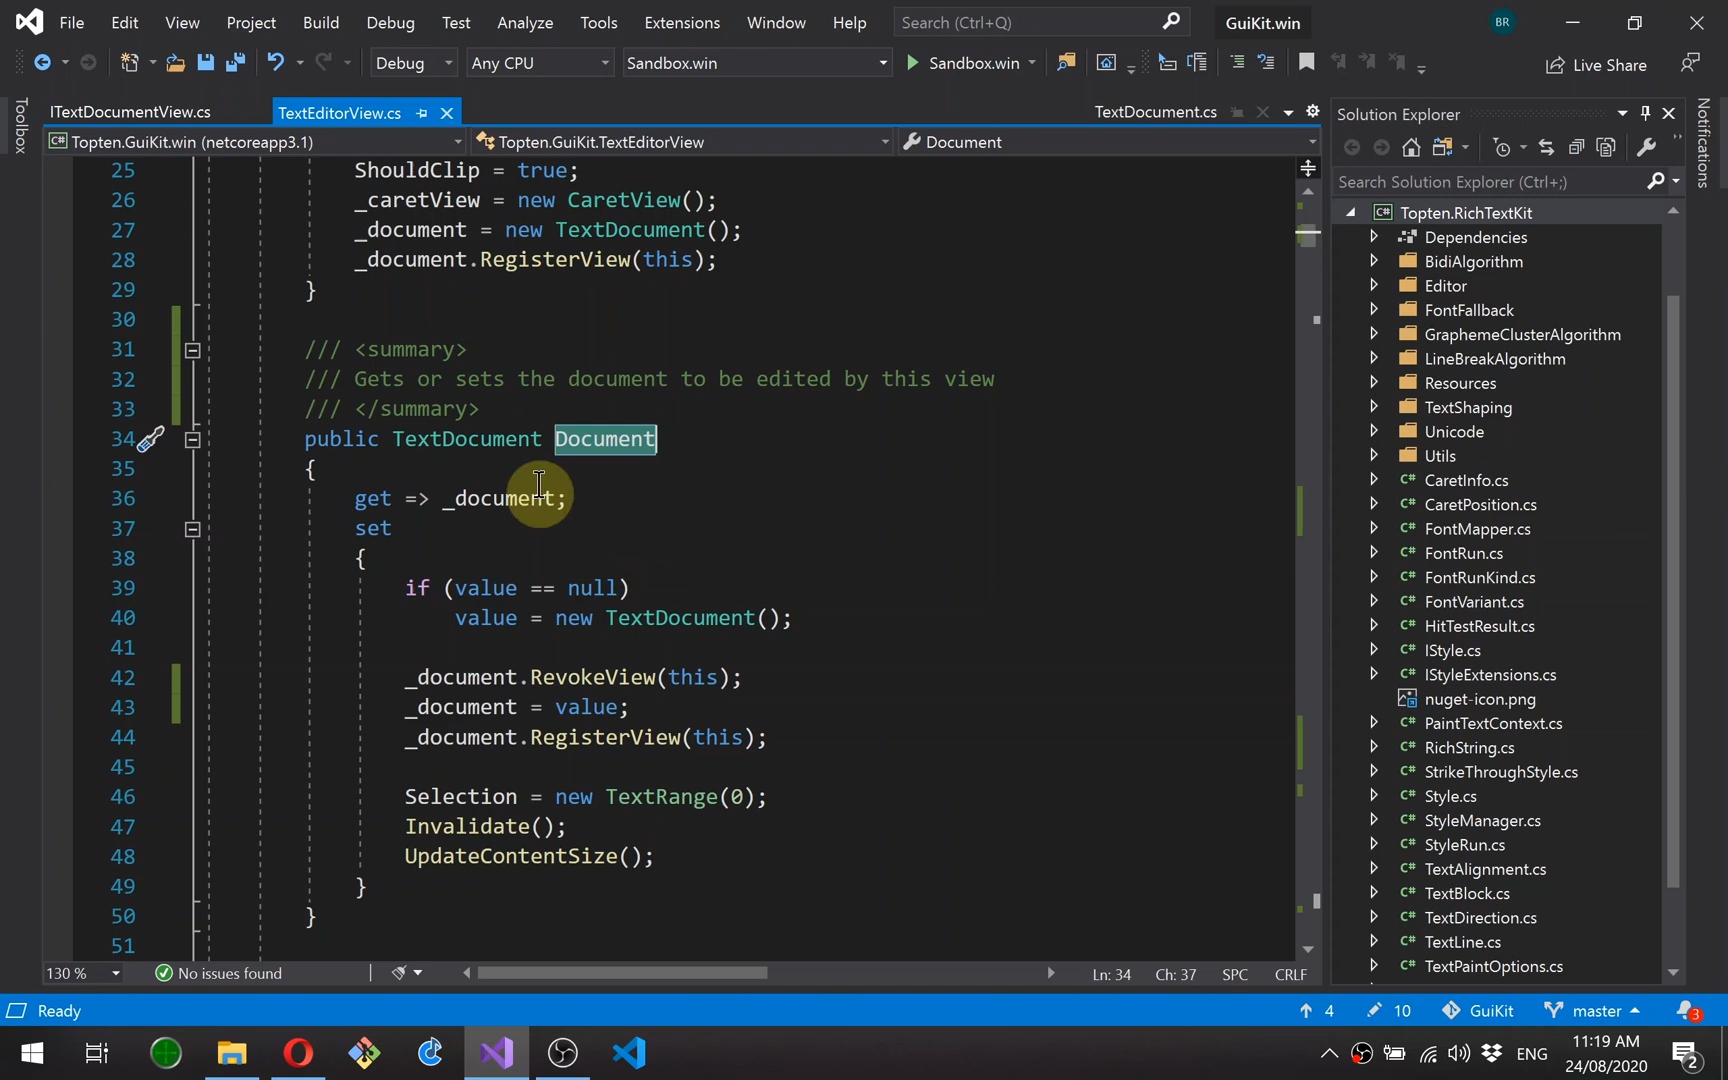 File Edit View Project Build Debug Test Analyze Tools Extensions Window Help Search (Ctrl+Q) GuiKit.win BR
Debug Any CPU Sandbox.win Sandbox.win Live Share
Toolbox
ITextDocumentView.cs TextEditorView.cs TextDocument.cs
Topten.GuiKit.win (netcoreapp3.1) Topten.GuiKit.TextEditorView Document
25 ShouldClip = true;
26 _caretView = new CaretView();
27 _document = new TextDocument();
28 _document.RegisterView(this);
29 }
30
31 /// <summary>
32 /// Gets or sets the document to be edited by this view
33 /// </summary>
34 public TextDocument Document
35 {
36 get => _document;
37 set
38 {
39 if (value == null)
40 value = new TextDocument();
41
42 _document.RevokeView(this);
43 _document = value;
44 _document.RegisterView(this);
45
46 Selection = new TextRange(0);
47 Invalidate();
48 UpdateContentSize();
49 }
50 }
51
130 % No issues found Ln: 34 Ch: 37 SPC CRLF
Solution Explorer
Search Solution Explorer (Ctrl+;)
Topten.RichTextKit
Dependencies
BidiAlgorithm
Editor
FontFallback
GraphemeClusterAlgorithm
LineBreakAlgorithm
Resources
TextShaping
Unicode
Utils
C# CaretInfo.cs
C# CaretPosition.cs
C# FontMapper.cs
C# FontRun.cs
C# FontRunKind.cs
C# FontVariant.cs
C# HitTestResult.cs
C# IStyle.cs
C# IStyleExtensions.cs
nuget-icon.png
C# PaintTextContext.cs
C# RichString.cs
C# StrikeThroughStyle.cs
C# Style.cs
C# StyleManager.cs
C# StyleRun.cs
C# TextAlignment.cs
C# TextBlock.cs
C# TextDirection.cs
C# TextLine.cs
C# TextPaintOptions.cs
Notifications
Ready 4 10 GuiKit master 3
ENG 11:19 AM
24/08/2020 2